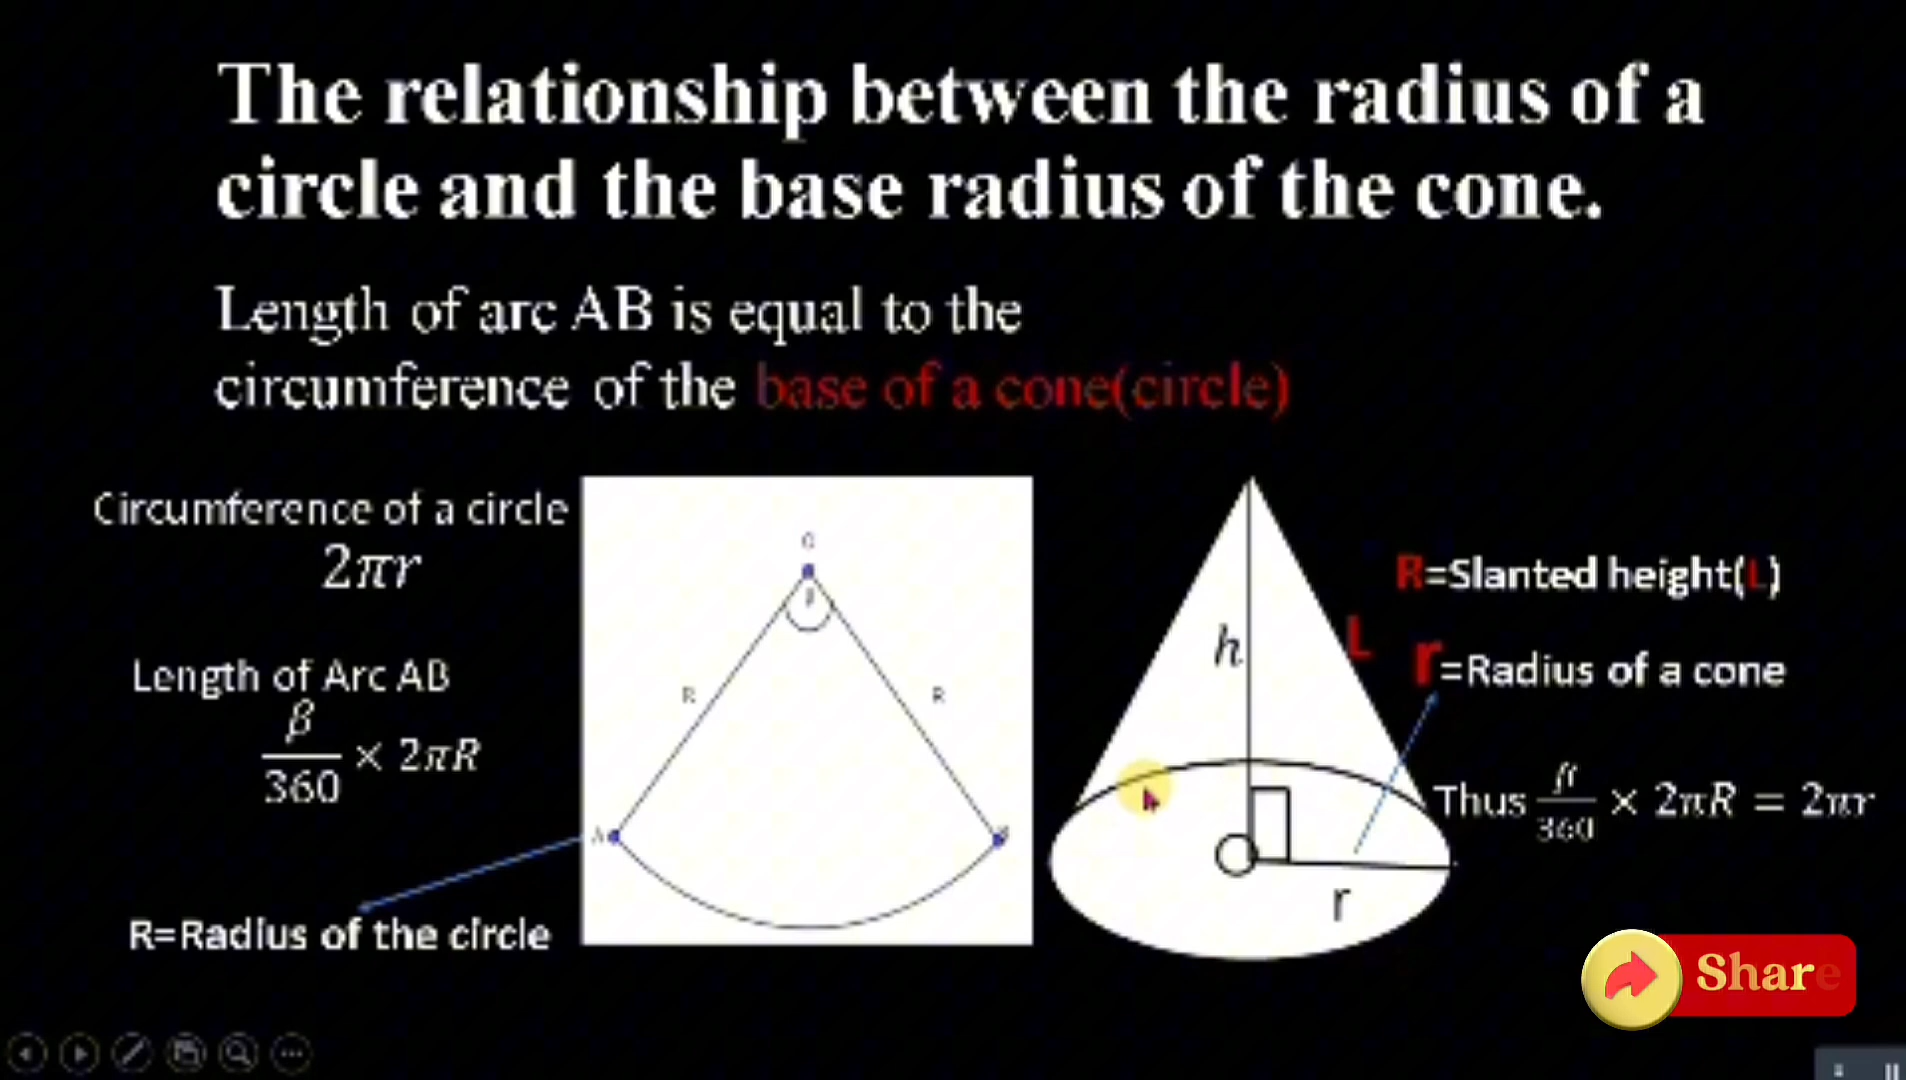 The relationship between the radius of a
circle and the base radius of the cone.
Length of arc AB is equal to the
circumference of the base of a cone(circle)
Circumference of a circle
2πr
Length of Arc AB
β/360 × 2πR
R=Radius of the circle
O
β
R R
A B
h
L
r
R=Slanted height(L)
r=Radius of a cone
Thus β/360 × 2πR = 2πr
Share